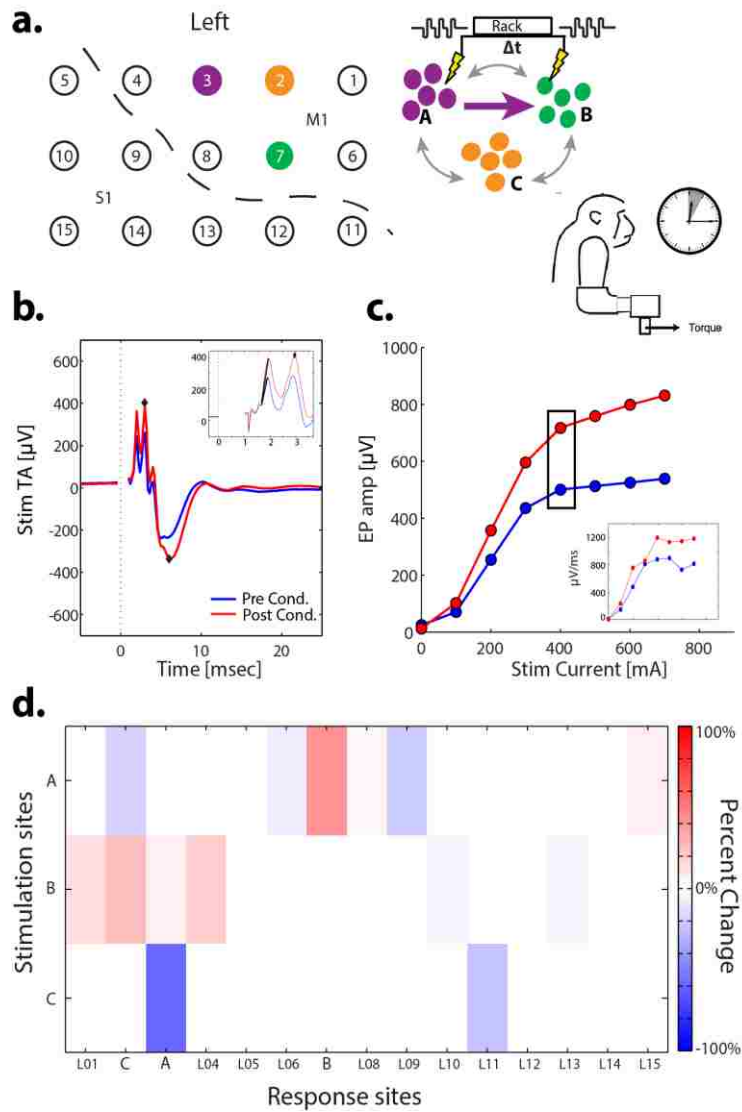 a.
Left
Rack
Δt
5 4 3 2 1
M1
A B
10 9 8 7 6
C
S1
15 14 13 12 11
Torque
b.
c.
600
400
200
0
-200
-400
-600
Stim TA [µV]
400
200
0
0 1 2 3
Pre Cond.
Post Cond.
0 10 20
Time [msec]
1000
800
600
400
200
0
EP amp [µV]
1200
800
400
0
µV/ms
0 200 400 600 800
Stim Current [mA]
d.
Stimulation sites
A
B
C
100%
0%
-100%
Percent Change
L01 C A L04 L05 L06 B L08 L09 L10 L11 L12 L13 L14 L15
Response sites